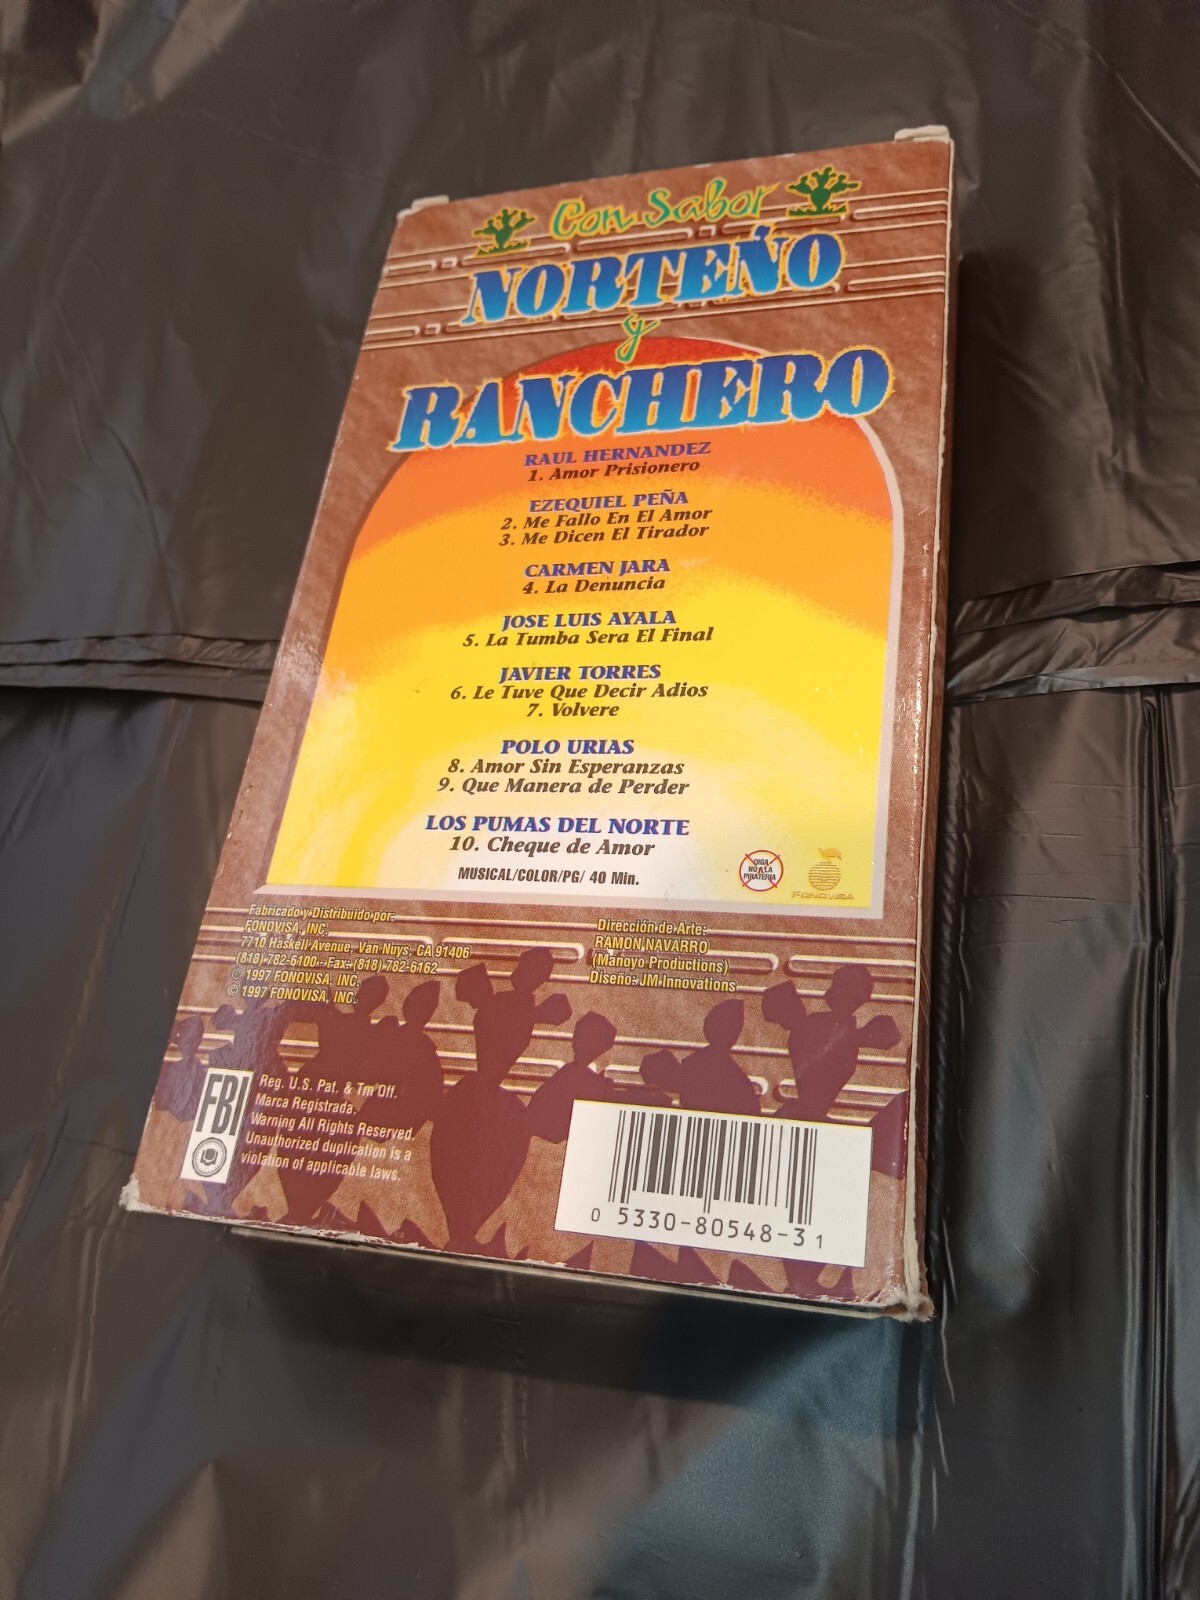 Con Sabor
NORTEÑO
y
RANCHERO
RAUL HERNANDEZ
1. Amor Prisionero
EZEQUIEL PEÑA
2. Me Fallo En El Amor
3. Me Dicen El Tirador
CARMEN JARA
4. La Denuncia
JOSE LUIS AYALA
5. La Tumba Sera El Final
JAVIER TORRES
6. Le Tuve Que Decir Adios
7. Volvere
POLO URIAS
8. Amor Sin Esperanzas
9. Que Manera de Perder
LOS PUMAS DEL NORTE
10. Cheque de Amor
MUSICAL/COLOR/PG/ 40 Min.
DIGA
NO A LA
PIRATERIA
FONOVISA
Fabricado y Distribuido por:
FONOVISA, INC.
7710 Haskell Avenue, Van Nuys, CA 91406
(818) 782-6100 - Fax: (818) 782-6162
℗ 1997 FONOVISA, INC.
© 1997 FONOVISA, INC.
Dirección de Arte:
RAMON NAVARRO
(Manoyo Productions)
Diseño: JM Innovations
FBI
Reg. U.S. Pat. & Tm Off.
Marca Registrada.
Warning All Rights Reserved.
Unauthorized duplication is a
violation of applicable laws.
0 5330-80548-3 1